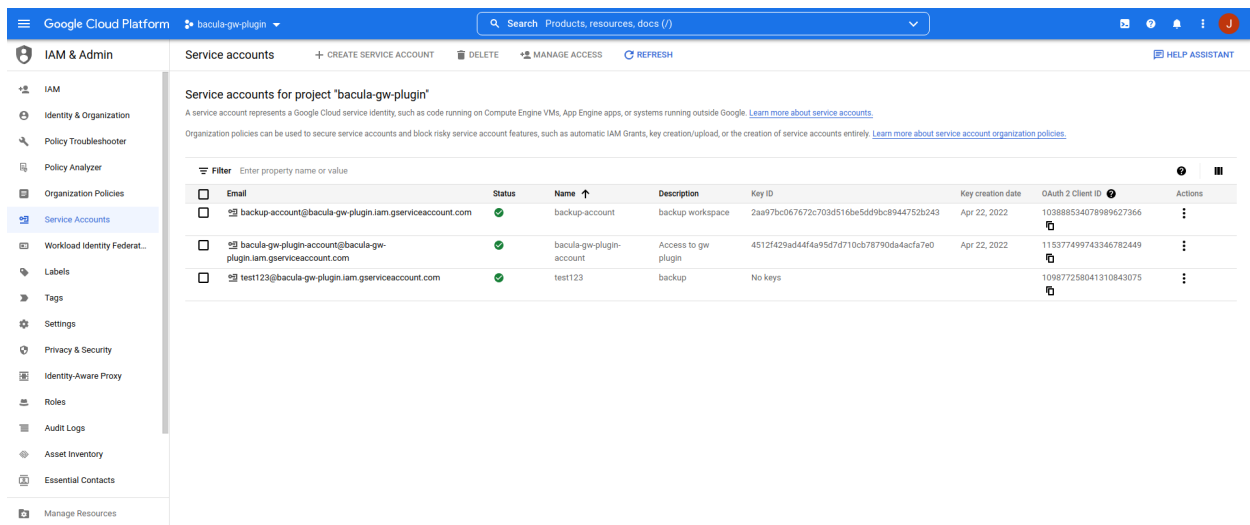 Google Cloud Platform
bacula-gw-plugin
Search Products, resources, docs (/)
J
IAM & Admin
Service accounts
CREATE SERVICE ACCOUNT
DELETE
MANAGE ACCESS
REFRESH
HELP ASSISTANT
IAM
Identity & Organization
Policy Troubleshooter
Policy Analyzer
Organization Policies
Service Accounts
Workload Identity Federat...
Labels
Tags
Settings
Privacy & Security
Identity-Aware Proxy
Roles
Audit Logs
Asset Inventory
Essential Contacts
Manage Resources
Service accounts for project "bacula-gw-plugin"
A service account represents a Google Cloud service identity, such as code running on Compute Engine VMs, App Engine apps, or systems running outside Google. Learn more about service accounts.
Organization policies can be used to secure service accounts and block risky service account features, such as automatic IAM Grants, key creation/upload, or the creation of service accounts entirely. Learn more about service account organization policies.
Filter Enter property name or value
Email Status Name Description Key ID Key creation date OAuth 2 Client ID Actions
backup-account@bacula-gw-plugin.iam.gserviceaccount.com backup-account backup workspace 2aa97bc067672c703d516be5dd9bc8944752b243 Apr 22, 2022 103888534078989627366
bacula-gw-plugin-account@bacula-gw- bacula-gw-plugin- Access to gw 4512f429ad44f4a95d7d710cb78790da4acfa7e0 Apr 22, 2022 115377499743346782449
plugin.iam.gserviceaccount.com account plugin
test123@bacula-gw-plugin.iam.gserviceaccount.com test123 backup No keys 109877258041310843075